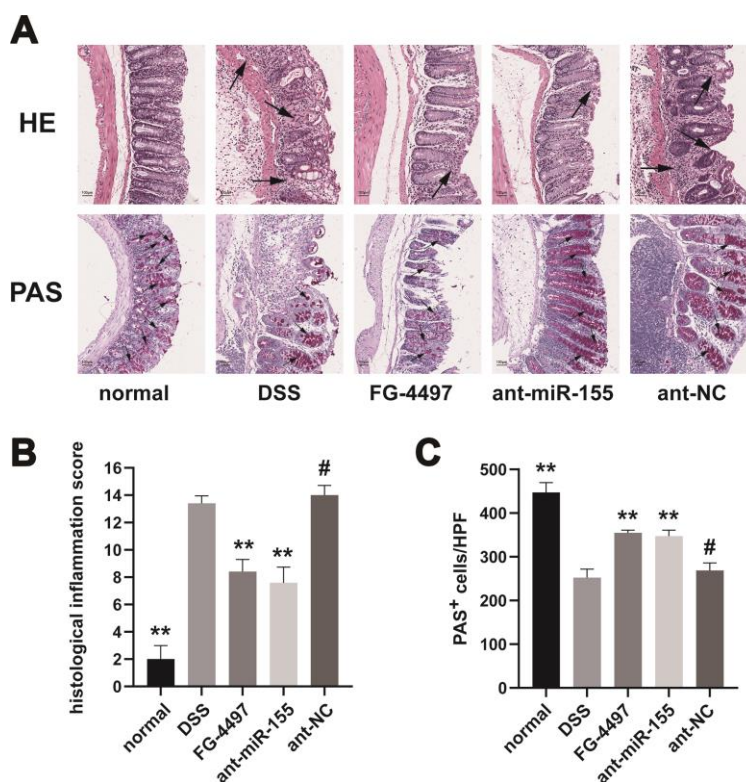 A
HE
100μm
PAS
normal DSS FG-4497 ant-miR-155 ant-NC
B
histological inflammation score
16
14
12
10
8
6
4
2
0
**
**
**
#
normal
DSS
FG-4497
ant-miR-155
ant-NC
C
PAS+ cells/HPF
500
400
300
200
100
0
**
**
**
#
normal
DSS
FG-4497
ant-miR-155
ant-NC